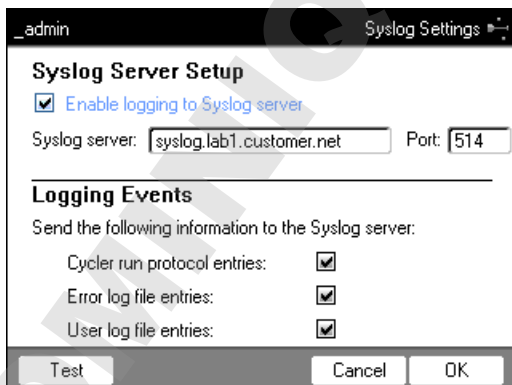 _admin Syslog Settings
Syslog Server Setup
Enable logging to Syslog server
Syslog server: syslog.lab1.customer.net Port: 514
Logging Events
Send the following information to the Syslog server:
Cycler run protocol entries:
Error log file entries:
User log file entries:
Test Cancel OK